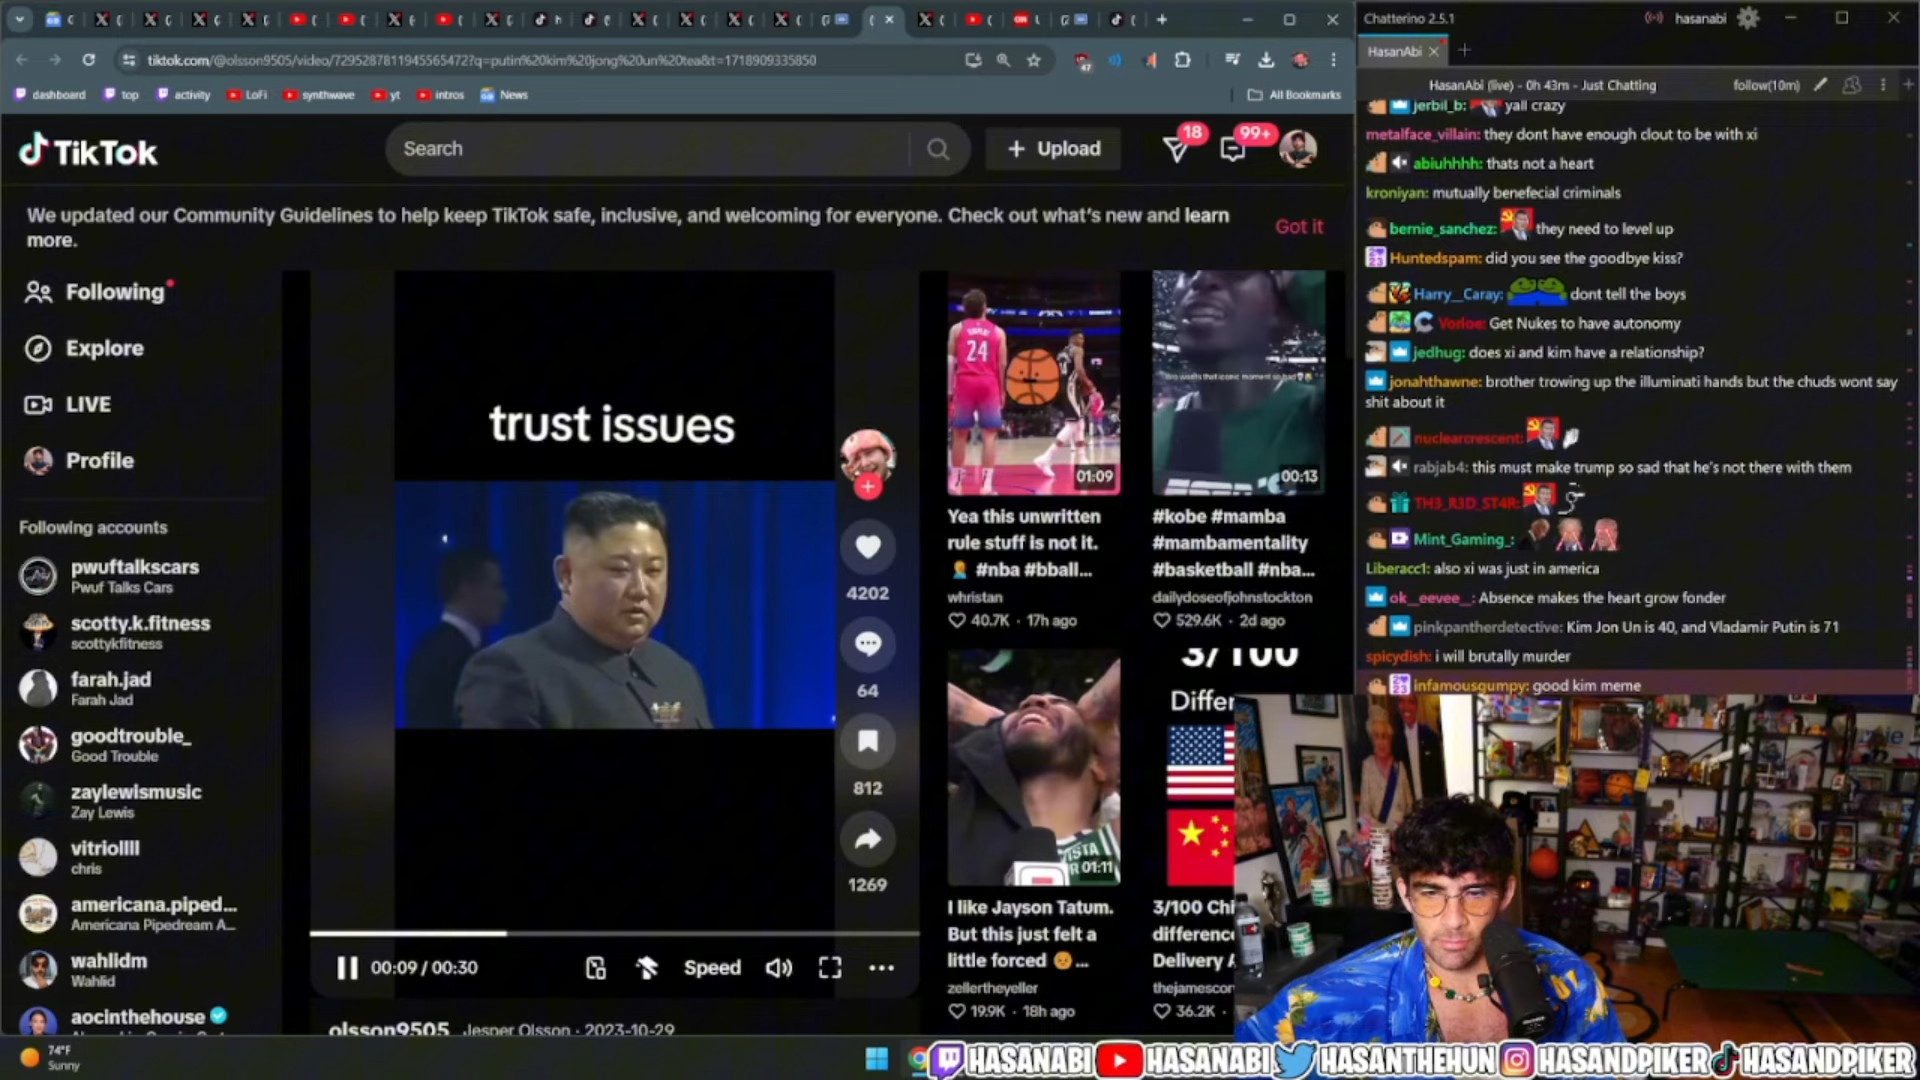 Chatterino 2.5.1
hasanabi
tiktok.com/@olsson9505/video/7295287811945565472?q=putin%20kim%20jong%20un%20tea&t=1718909335850
HasanAbi
dashboard
top
activity
LoFi
synthwave
yt
intros
News
All Bookmarks
HasanAbi (live) - 0h 43m - Just Chatting
follow(10m)
TikTok
Search
Upload
18
99+
We updated our Community Guidelines to help keep TikTok safe, inclusive, and welcoming for everyone. Check out what's new and learn
more.
Got it
Following
Explore
LIVE
Profile
Following accounts
pwuftalkscars
Pwuf Talks Cars
scotty.k.fitness
scottykfitness
farah.jad
Farah Jad
goodtrouble_
Good Trouble
zaylewismusic
Zay Lewis
vitriollll
chris
americana.piped...
Americana Pipedream A...
wahlidm
Wahlid
aocinthehouse
trust issues
4202
64
812
1269
00:09 / 00:30
Speed
olsson9505 Jesper Olsson · 2023-10-29
24
01:09
Yea this unwritten
rule stuff is not it.
#nba #bball...
whristan
40.7K · 17h ago
00:13
#kobe #mamba
#mambamentality
#basketball #nba...
dailydoseofjohnstockton
529.6K · 2d ago
01:11
I like Jayson Tatum.
But this just felt a
little forced ...
zellertheyeller
19.9K · 18h ago
3/100
Differ
3/100 Chi
difference
Delivery
thejamescor
36.2K ·
jerbil_b: yall crazy
metalface_villain: they dont have enough clout to be with xi
abiuhhhh: thats not a heart
kroniyan: mutually benefecial criminals
bernie_sanchez: they need to level up
Huntedspam: did you see the goodbye kiss?
Harry__Caray: dont tell the boys
Vorloe: Get Nukes to have autonomy
jedhug: does xi and kim have a relationship?
jonahthawne: brother trowing up the illuminati hands but the chuds wont say
shit about it
nuclearcrescent:
rabjab4: this must make trump so sad that he's not there with them
TH3_R3D_ST4R:
Mint_Gaming_:
Liberacc1: also xi was just in america
ok__eevee__: Absence makes the heart grow fonder
pinkpantherdetective: Kim Jon Un is 40, and Vladamir Putin is 71
spicydish: i will brutally murder
infamousgumpy: good kim meme
74°F
Sunny
HASANABI HASANABI HASANTHEHUN HASANDPIKER HASANDPIKER